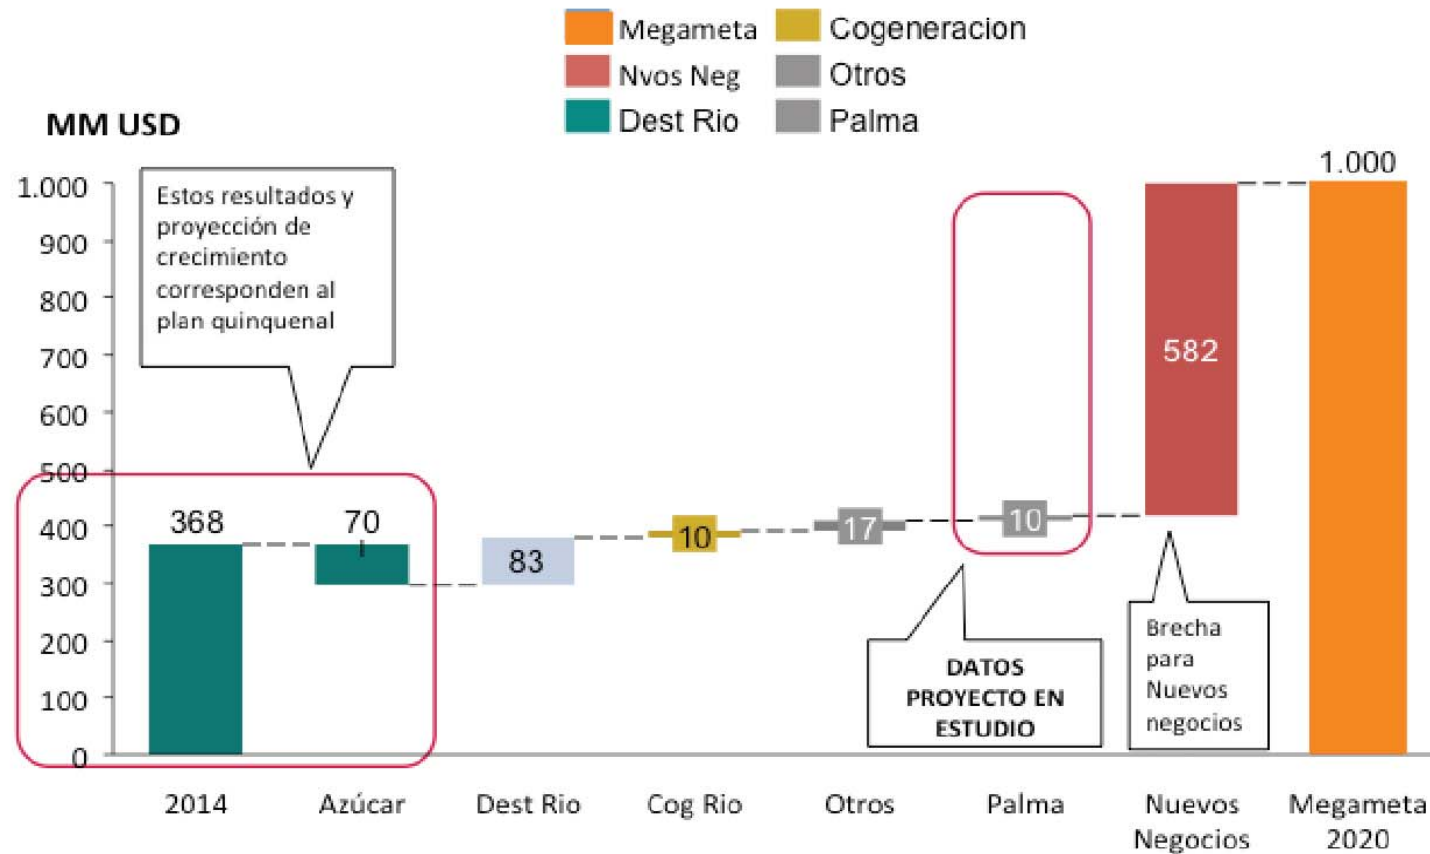 Megameta
Cogeneracion
Nvos Neg
Otros
Dest Rio
Palma
MM USD
1.000
900
800
700
600
500
400
300
200
100
0
Estos resultados y
proyección de
crecimiento
corresponden al
plan quinquenal
368
70
83
10
17
10
582
1.000
DATOS
PROYECTO EN
ESTUDIO
Brecha
para
Nuevos
negocios
2014
Azúcar
Dest Rio
Cog Rio
Otros
Palma
Nuevos
Negocios
Megameta
2020